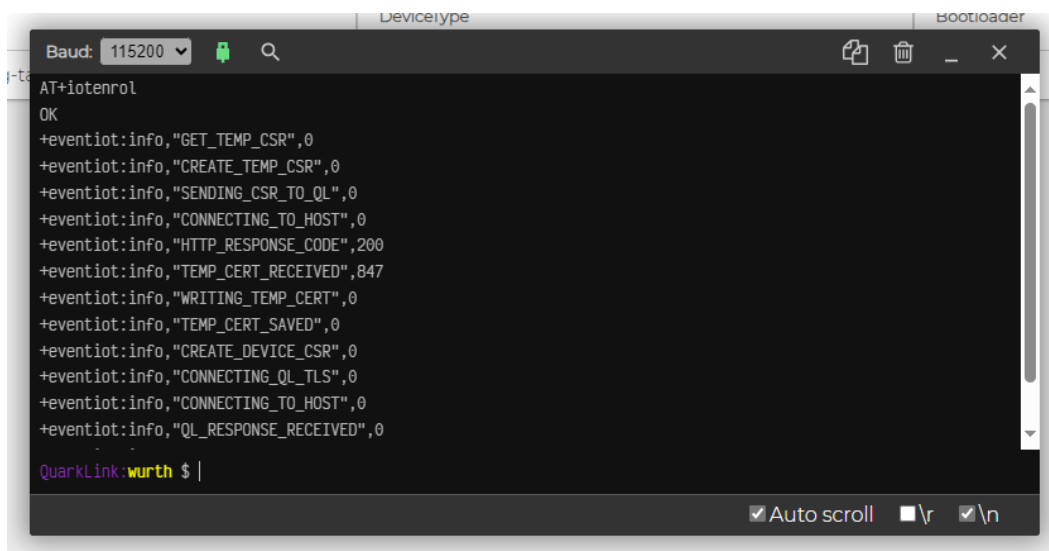 DeviceType
Bootloader
Baud: 115200
g-ta
AT+iotenrol
OK
+eventiot:info,"GET_TEMP_CSR",0
+eventiot:info,"CREATE_TEMP_CSR",0
+eventiot:info,"SENDING_CSR_TO_QL",0
+eventiot:info,"CONNECTING_TO_HOST",0
+eventiot:info,"HTTP_RESPONSE_CODE",200
+eventiot:info,"TEMP_CERT_RECEIVED",847
+eventiot:info,"WRITING_TEMP_CERT",0
+eventiot:info,"TEMP_CERT_SAVED",0
+eventiot:info,"CREATE_DEVICE_CSR",0
+eventiot:info,"CONNECTING_QL_TLS",0
+eventiot:info,"CONNECTING_TO_HOST",0
+eventiot:info,"QL_RESPONSE_RECEIVED",0
QuarkLink:wurth $
Auto scroll \r \n